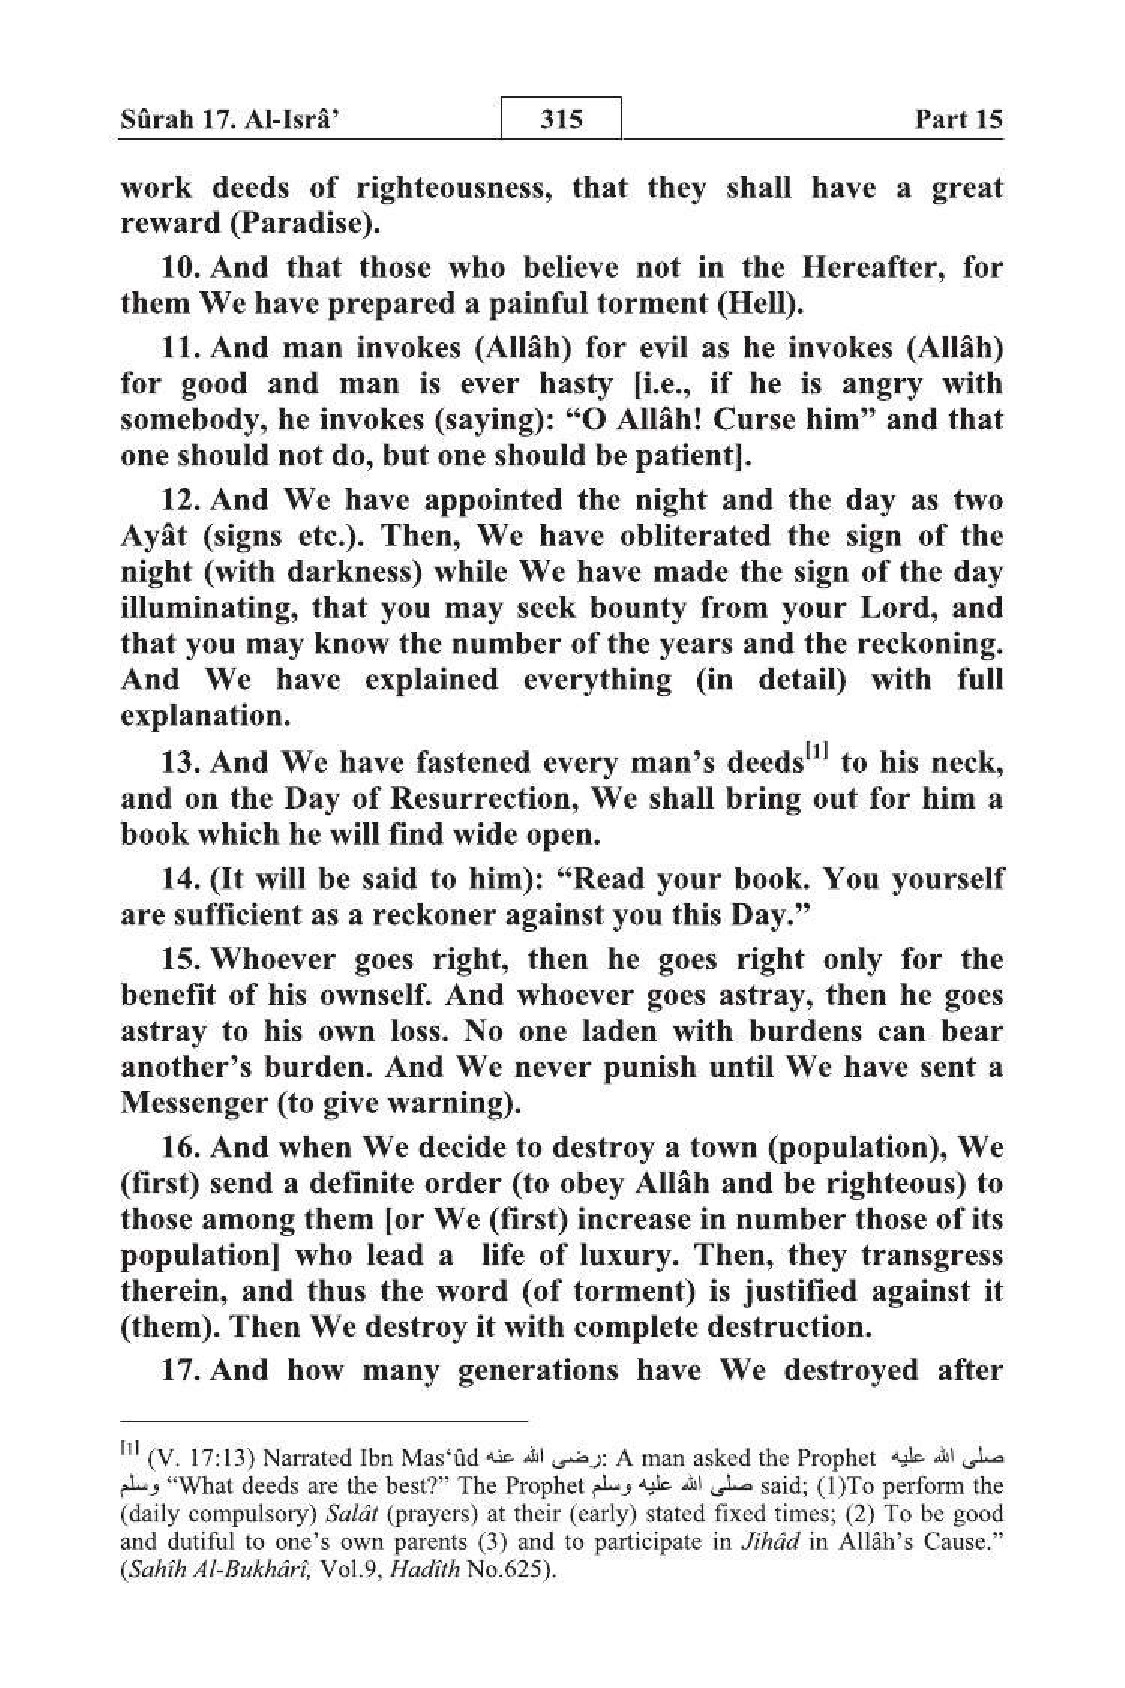 Sûrah 17. Al-Isrâ’ 315 Part 15
work deeds of righteousness, that they shall have a great
reward (Paradise).
10. And that those who believe not in the Hereafter, for
them We have prepared a painful torment (Hell).
11. And man invokes (Allâh) for evil as he invokes (Allâh)
for good and man is ever hasty [i.e., if he is angry with
somebody, he invokes (saying): “O Allâh! Curse him” and that
one should not do, but one should be patient].
12. And We have appointed the night and the day as two
Ayât (signs etc.). Then, We have obliterated the sign of the
night (with darkness) while We have made the sign of the day
illuminating, that you may seek bounty from your Lord, and
that you may know the number of the years and the reckoning.
And We have explained everything (in detail) with full
explanation.
13. And We have fastened every man’s deeds[1] to his neck,
and on the Day of Resurrection, We shall bring out for him a
book which he will find wide open.
14. (It will be said to him): “Read your book. You yourself
are sufficient as a reckoner against you this Day.”
15. Whoever goes right, then he goes right only for the
benefit of his ownself. And whoever goes astray, then he goes
astray to his own loss. No one laden with burdens can bear
another’s burden. And We never punish until We have sent a
Messenger (to give warning).
16. And when We decide to destroy a town (population), We
(first) send a definite order (to obey Allâh and be righteous) to
those among them [or We (first) increase in number those of its
population] who lead a life of luxury. Then, they transgress
therein, and thus the word (of torment) is justified against it
(them). Then We destroy it with complete destruction.
17. And how many generations have We destroyed after
[1] (V. 17:13) Narrated Ibn Mas‘ûd رضى الله عنه: A man asked the Prophet صلى الله عليه
وسلم “What deeds are the best?” The Prophet صلى الله عليه وسلم said; (1)To perform the
(daily compulsory) Salât (prayers) at their (early) stated fixed times; (2) To be good
and dutiful to one’s own parents (3) and to participate in Jihâd in Allâh’s Cause.”
(Sahîh Al-Bukhârî, Vol.9, Hadîth No.625).